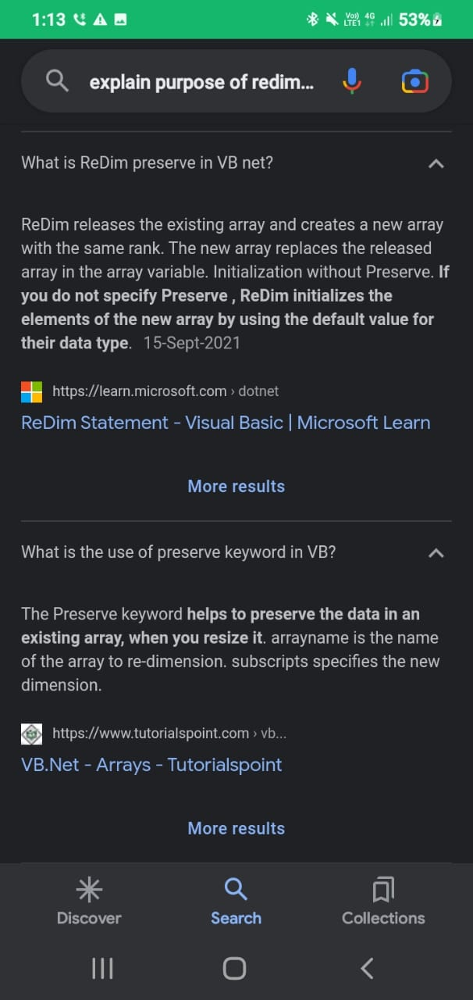 1:13 Vo) 4G LTE1 53%
explain purpose of redim...
What is ReDim preserve in VB net?
ReDim releases the existing array and creates a new array
with the same rank. The new array replaces the released
array in the array variable. Initialization without Preserve. If
you do not specify Preserve , ReDim initializes the
elements of the new array by using the default value for
their data type. 15-Sept-2021
https://learn.microsoft.com › dotnet
ReDim Statement - Visual Basic | Microsoft Learn
More results
What is the use of preserve keyword in VB?
The Preserve keyword helps to preserve the data in an
existing array, when you resize it. arrayname is the name
of the array to re-dimension. subscripts specifies the new
dimension.
https://www.tutorialspoint.com › vb...
VB.Net - Arrays - Tutorialspoint
More results
Discover Search Collections